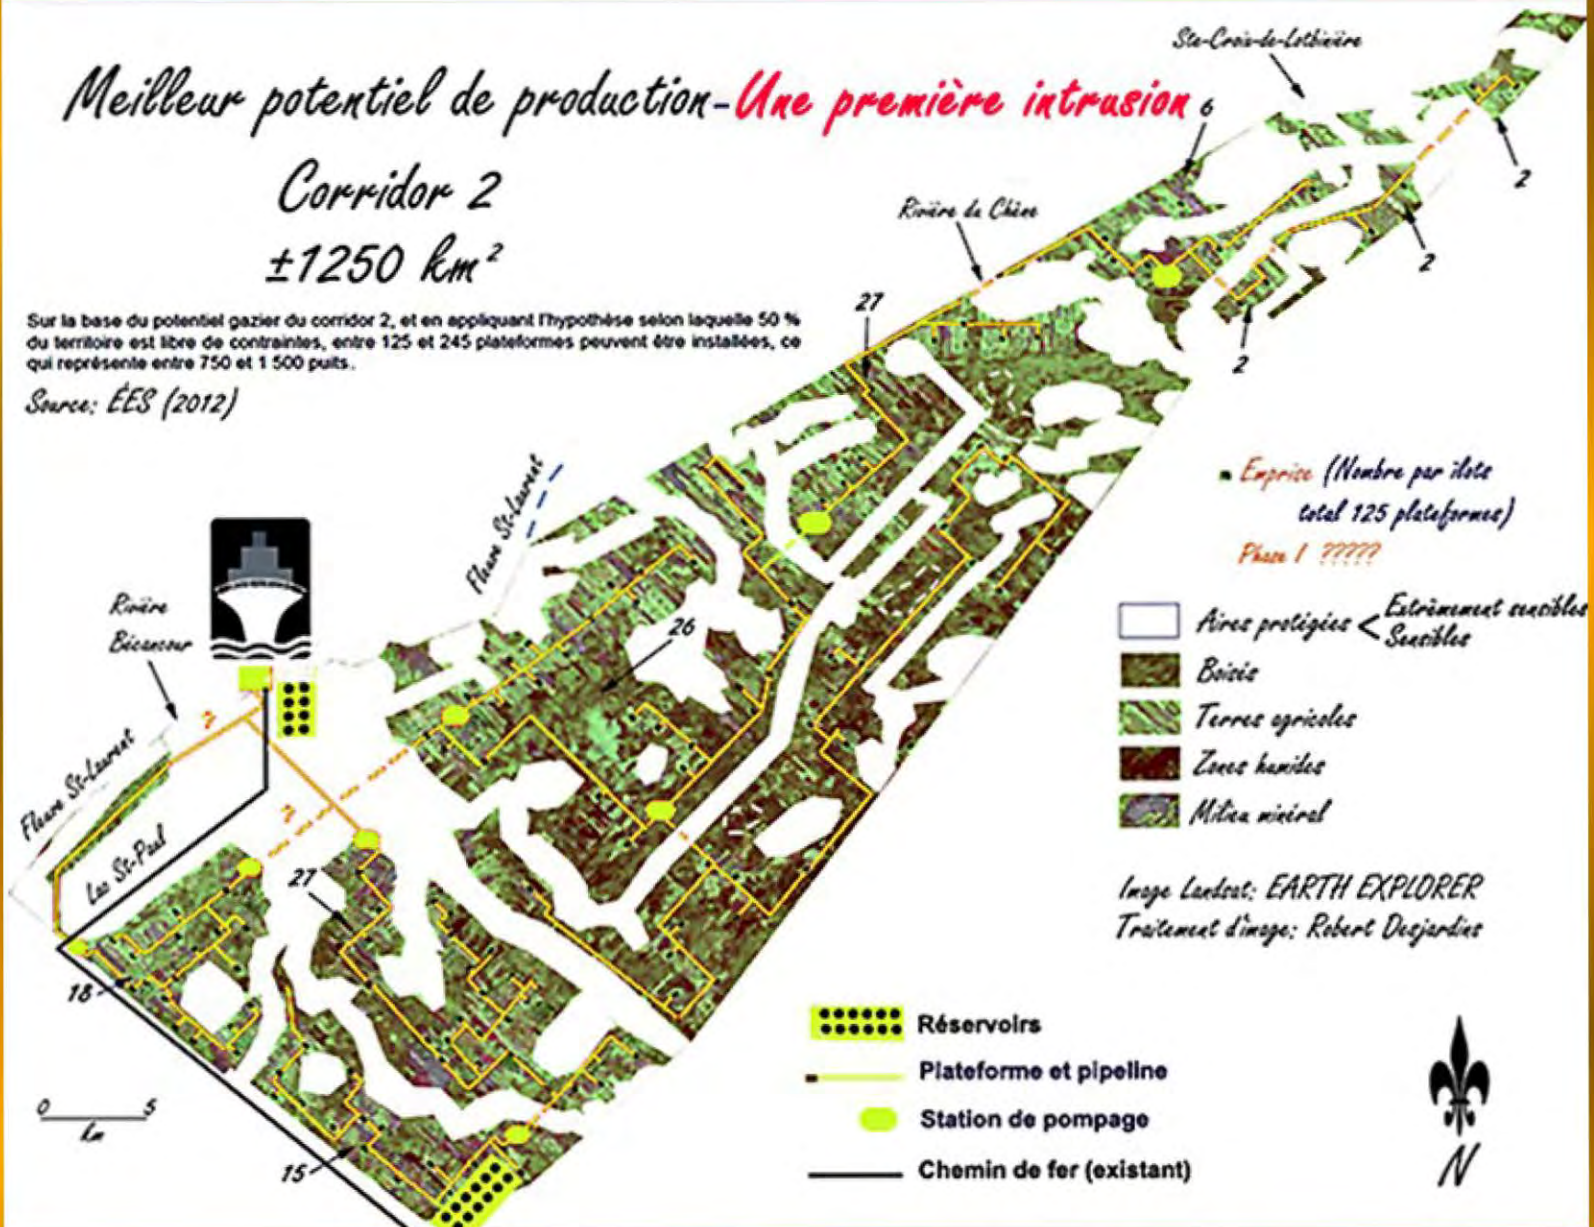 Meilleur potentiel de production-Une première intrusion
Corridor 2
±1250 km²
Sur la base du potentiel gazier du corridor 2, et en appliquant l'hypothèse selon laquelle 50 %
du territoire est libre de contraintes, entre 125 et 245 plateformes peuvent être installées, ce
qui représente entre 750 et 1 500 puits.
Source: ÉES (2012)
Ste-Croix-de-Lotbinière
6
2
Rivière du Chêne
2
2
27
Fleuve St-Laurent
26
Rivière
Bécancour
?
Fleuve St-Laurent
Lac St-Paul
?
27
18
15
0 5
km
Emprise (Nombre par ilots
total 125 plateformes)
Phase I ?????
Aires protégées < Extrêmement sensibles
Sensibles
Boisés
Terres agricoles
Zones humides
Milieu minéral
Image Landsat: EARTH EXPLORER
Traitement d'image: Robert Desjardins
Réservoirs
Plateforme et pipeline
Station de pompage
Chemin de fer (existant)
N